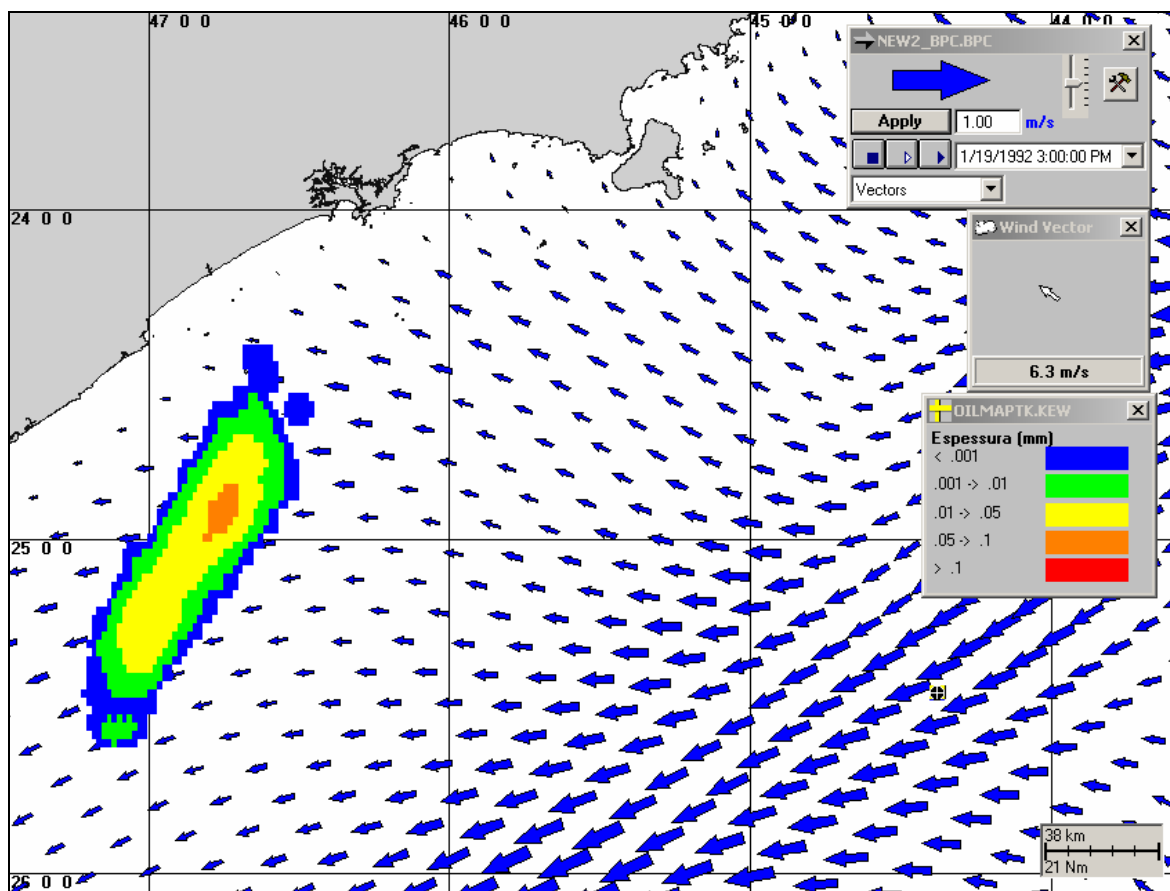 47 0 0
46 0 0
45 0 0
44 0 0
NEW2_BPC.BPC
Apply
1.00
m/s
1/19/1992 3:00:00 PM
Vectors
24 0 0
Wind Vector
6.3 m/s
OILMAPTK.KEW
Espessura (mm)
< .001
.001 -> .01
.01 -> .05
.05 -> .1
> .1
25 0 0
38 km
21 Nm
26 0 0